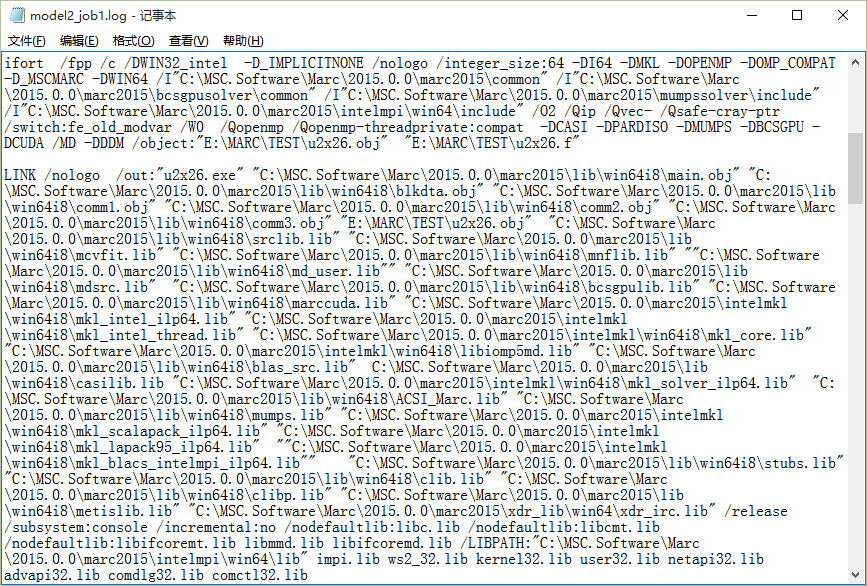 model2_job1.log - 记事本
文件(F) 编辑(E) 格式(O) 查看(V) 帮助(H)
ifort  /fpp /c /DWIN32_intel  -D_IMPLICITNONE /nologo /integer_size:64 -DI64 -DMKL -DOPENMP -DOMP_COMPAT
-D_MSCMARC -DWIN64 /I"C:\MSC.Software\Marc\2015.0.0\marc2015\common" /I"C:\MSC.Software\Marc
\2015.0.0\marc2015\bcsgpusolver\common" /I"C:\MSC.Software\Marc\2015.0.0\marc2015\mumpssolver\include"
/I"C:\MSC.Software\Marc\2015.0.0\marc2015\intelmpi\win64\include" /O2 /Qip /Qvec- /Qsafe-cray-ptr
/switch:fe_old_modvar /W0  /Qopenmp /Qopenmp-threadprivate:compat  -DCASI -DPARDISO -DMUMPS -DBCSGPU -
DCUDA /MD -DDDM /object:"E:\MARC\TEST\u2x26.obj"  "E:\MARC\TEST\u2x26.f"
LINK /nologo  /out:"u2x26.exe" "C:\MSC.Software\Marc\2015.0.0\marc2015\lib\win64i8\main.obj" "C:
\MSC.Software\Marc\2015.0.0\marc2015\lib\win64i8\blkdta.obj" "C:\MSC.Software\Marc\2015.0.0\marc2015\lib
\win64i8\comm1.obj" "C:\MSC.Software\Marc\2015.0.0\marc2015\lib\win64i8\comm2.obj" "C:\MSC.Software\Marc
\2015.0.0\marc2015\lib\win64i8\comm3.obj" "E:\MARC\TEST\u2x26.obj"  "C:\MSC.Software\Marc
\2015.0.0\marc2015\lib\win64i8\srclib.lib" "C:\MSC.Software\Marc\2015.0.0\marc2015\lib
\win64i8\mcvfit.lib" "C:\MSC.Software\Marc\2015.0.0\marc2015\lib\win64i8\mnflib.lib" ""C:\MSC.Software
\Marc\2015.0.0\marc2015\lib\win64i8\md_user.lib"" "C:\MSC.Software\Marc\2015.0.0\marc2015\lib
\win64i8\mdsrc.lib"  "C:\MSC.Software\Marc\2015.0.0\marc2015\lib\win64i8\bcsgpulib.lib" "C:\MSC.Software
\Marc\2015.0.0\marc2015\lib\win64i8\marccuda.lib" "C:\MSC.Software\Marc\2015.0.0\marc2015\intelmkl
\win64i8\mkl_intel_ilp64.lib" "C:\MSC.Software\Marc\2015.0.0\marc2015\intelmkl
\win64i8\mkl_intel_thread.lib" "C:\MSC.Software\Marc\2015.0.0\marc2015\intelmkl\win64i8\mkl_core.lib"
"C:\MSC.Software\Marc\2015.0.0\marc2015\intelmkl\win64i8\libiomp5md.lib" "C:\MSC.Software\Marc
\2015.0.0\marc2015\lib\win64i8\blas_src.lib"  C:\MSC.Software\Marc\2015.0.0\marc2015\lib
\win64i8\casilib.lib "C:\MSC.Software\Marc\2015.0.0\marc2015\intelmkl\win64i8\mkl_solver_ilp64.lib"  "C:
\MSC.Software\Marc\2015.0.0\marc2015\lib\win64i8\ACSI_Marc.lib" "C:\MSC.Software\Marc
\2015.0.0\marc2015\lib\win64i8\mumps.lib" "C:\MSC.Software\Marc\2015.0.0\marc2015\intelmkl
\win64i8\mkl_scalapack_ilp64.lib" "C:\MSC.Software\Marc\2015.0.0\marc2015\intelmkl
\win64i8\mkl_lapack95_ilp64.lib"  ""C:\MSC.Software\Marc\2015.0.0\marc2015\intelmkl
\win64i8\mkl_blacs_intelmpi_ilp64.lib""    "C:\MSC.Software\Marc\2015.0.0\marc2015\lib\win64i8\stubs.lib"
"C:\MSC.Software\Marc\2015.0.0\marc2015\lib\win64i8\clib.lib" "C:\MSC.Software\Marc
\2015.0.0\marc2015\lib\win64i8\clibp.lib" "C:\MSC.Software\Marc\2015.0.0\marc2015\lib
\win64i8\metislib.lib" "C:\MSC.Software\Marc\2015.0.0\marc2015\xdr_lib\win64\xdr_irc.lib" /release
/subsystem:console /incremental:no /nodefaultlib:libc.lib /nodefaultlib:libcmt.lib
/nodefaultlib:libifcoremt.lib libmmd.lib libifcoremd.lib /LIBPATH:"C:\MSC.Software\Marc
\2015.0.0\marc2015\intelmpi\win64\lib" impi.lib ws2_32.lib kernel32.lib user32.lib netapi32.lib
advapi32.lib comdlg32.lib comctl32.lib